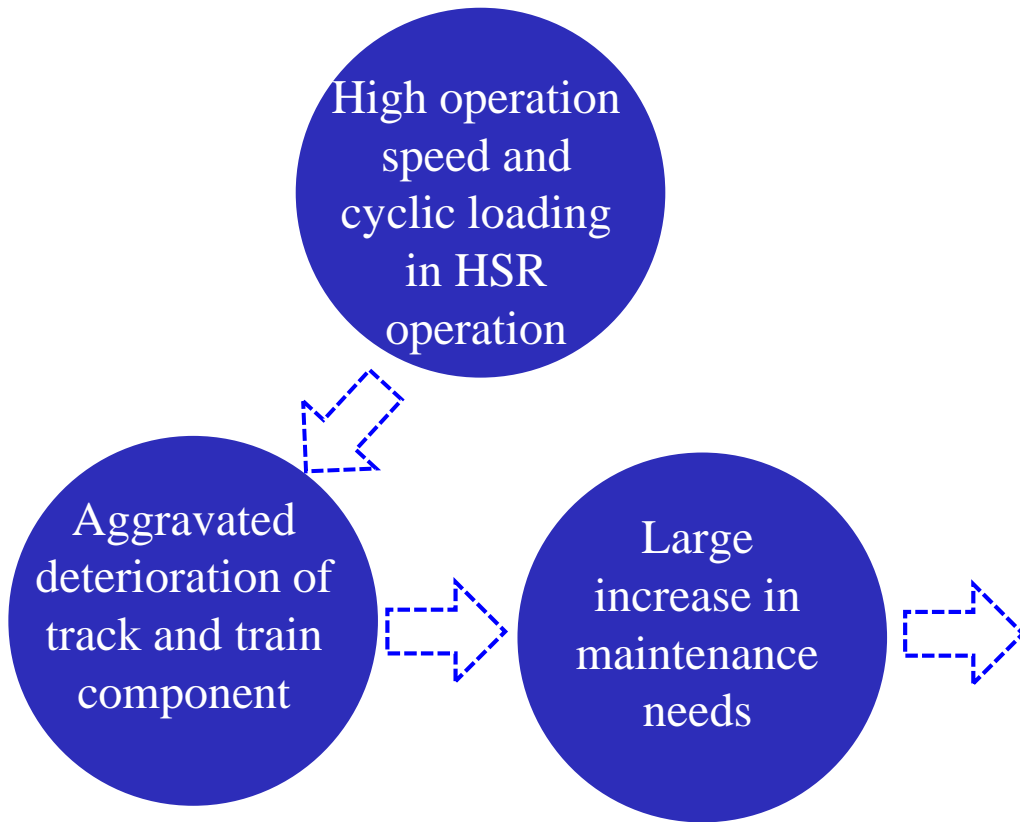 High operation
speed and
cyclic loading
in HSR
operation
Aggravated
deterioration of
track and train
component
Large
increase in
maintenance
needs